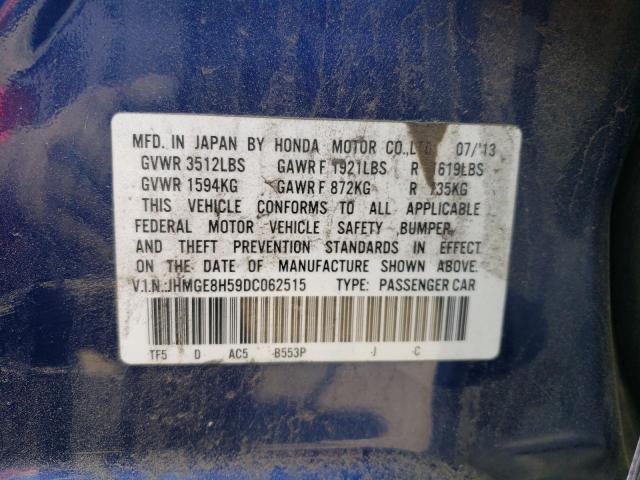 MFD. IN JAPAN BY HONDA MOTOR CO.,LTD. 07/'13
GVWR 3512LBS GAWR F 1921LBS R 1619LBS
GVWR 1594KG GAWR F 872KG R 735KG
THIS VEHICLE CONFORMS TO ALL APPLICABLE
FEDERAL MOTOR VEHICLE SAFETY ,BUMPER,
AND THEFT PREVENTION STANDARDS IN EFFECT
ON THE DATE OF MANUFACTURE SHOWN ABOVE.
V.I.N.:JHMGE8H59DC062515 TYPE: PASSENGER CAR
TF5 D AC5 -B553P -J -C